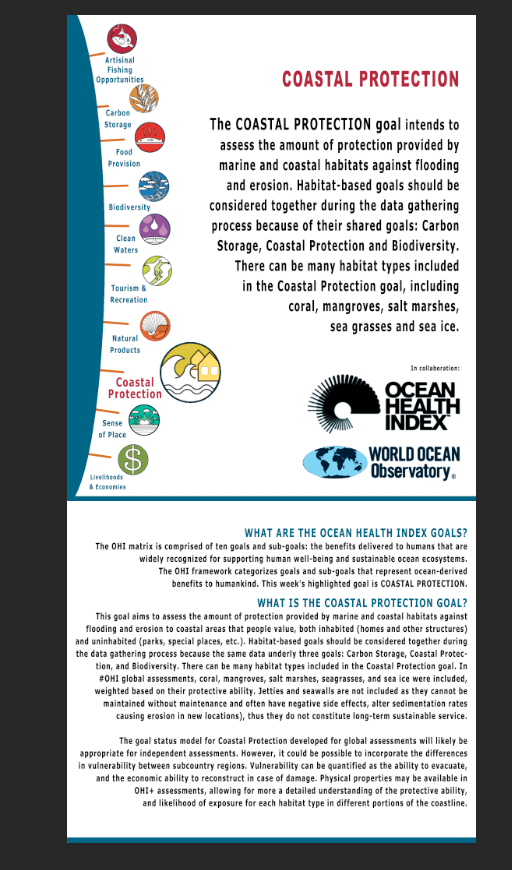 Artisinal
Fishing
Opportunities
Carbon
Storage
Food
Provision
Biodiversity
Clean
Waters
Tourism &
Recreation
Natural
Products
Coastal
Protection
Sense
of Place
Livelihoods
& Economies
COASTAL PROTECTION
The COASTAL PROTECTION goal intends to
assess the amount of protection provided by
marine and coastal habitats against flooding
and erosion. Habitat-based goals should be
considered together during the data gathering
process because of their shared goals: Carbon
Storage, Coastal Protection and Biodiversity.
There can be many habitat types included
in the Coastal Protection goal, including
coral, mangroves, salt marshes,
sea grasses and sea ice.
In collaboration:
OCEAN
HEALTH
INDEX
WORLD OCEAN
Observatory®
WHAT ARE THE OCEAN HEALTH INDEX GOALS?
The OHI matrix is comprised of ten goals and sub-goals: the benefits delivered to humans that are
widely recognized for supporting human well-being and sustainable ocean ecosystems.
The OHI framework categorizes goals and sub-goals that represent ocean-derived
benefits to humankind. This week's highlighted goal is COASTAL PROTECTION.
WHAT IS THE COASTAL PROTECTION GOAL?
This goal aims to assess the amount of protection provided by marine and coastal habitats against
flooding and erosion to coastal areas that people value, both inhabited (homes and other structures)
and uninhabited (parks, special places, etc.). Habitat-based goals should be considered together during
the data gathering process because the same data underly three goals: Carbon Storage, Coastal Protec-
tion, and Biodiversity. There can be many habitat types included in the Coastal Protection goal. In
#OHI global assessments, coral, mangroves, salt marshes, seagrasses, and sea ice were included,
weighted based on their protective ability. Jetties and seawalls are not included as they cannot be
maintained without maintenance and often have negative side effects, alter sedimentation rates
causing erosion in new locations), thus they do not constitute long-term sustainable service.
The goal status model for Coastal Protection developed for global assessments will likely be
appropriate for independent assessments. However, it could be possible to incorporate the differences
in vulnerability between subcountry regions. Vulnerability can be quantified as the ability to evacuate,
and the economic ability to reconstruct in case of damage. Physical properties may be available in
OHI+ assessments, allowing for more a detailed understanding of the protective ability,
and likelihood of exposure for each habitat type in different portions of the coastline.